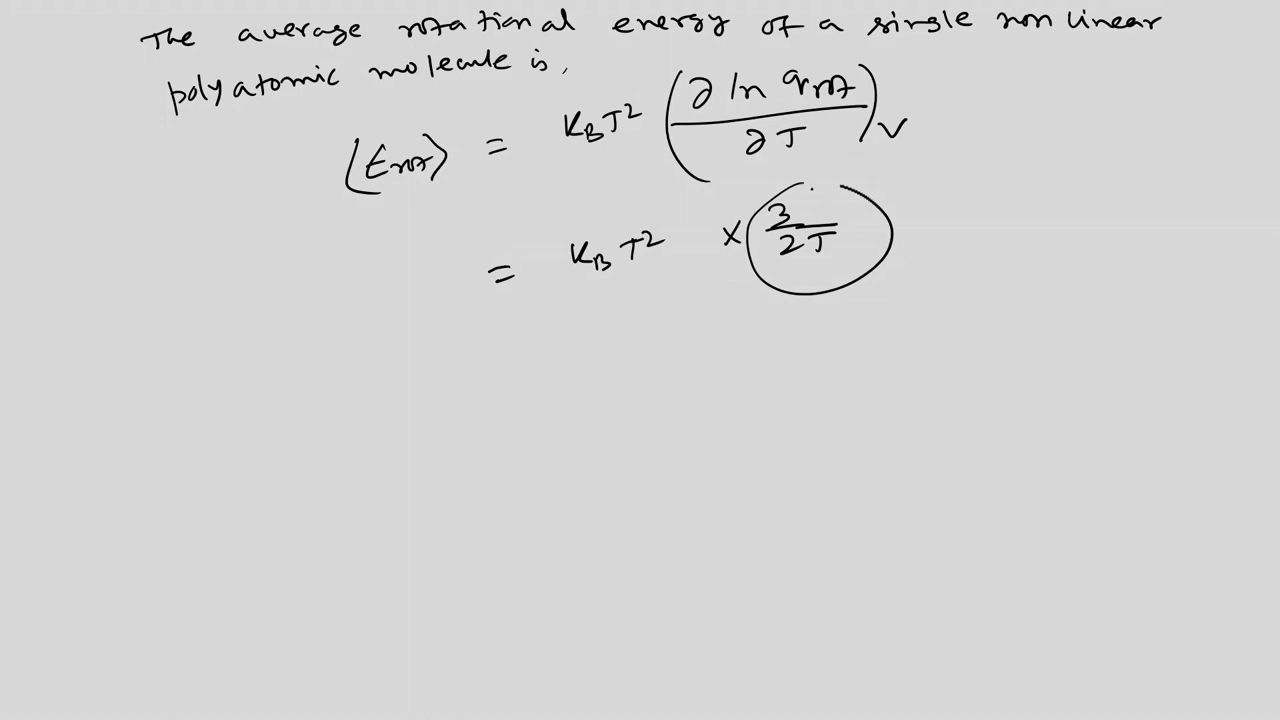 The average rotational energy of a single non linear
polyatomic molecule is,
⟨Erot⟩ = K_B T² (∂ ln q_rot / ∂T)_V
= K_B T² × 3/2T